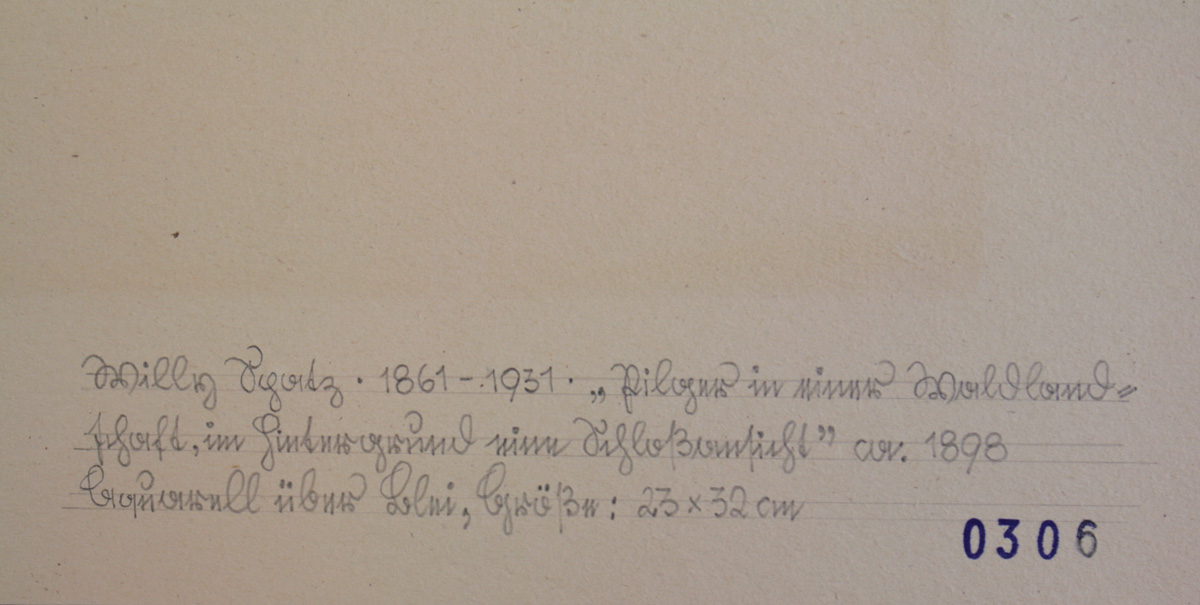 Willy Spatz · 1861 - 1931 · „Pilger in einer Waldland=
schaft, im Hintergrund eine Schloßansicht” ca. 1898
Aquarell über Blei, Größe: 23 x 32 cm
0306